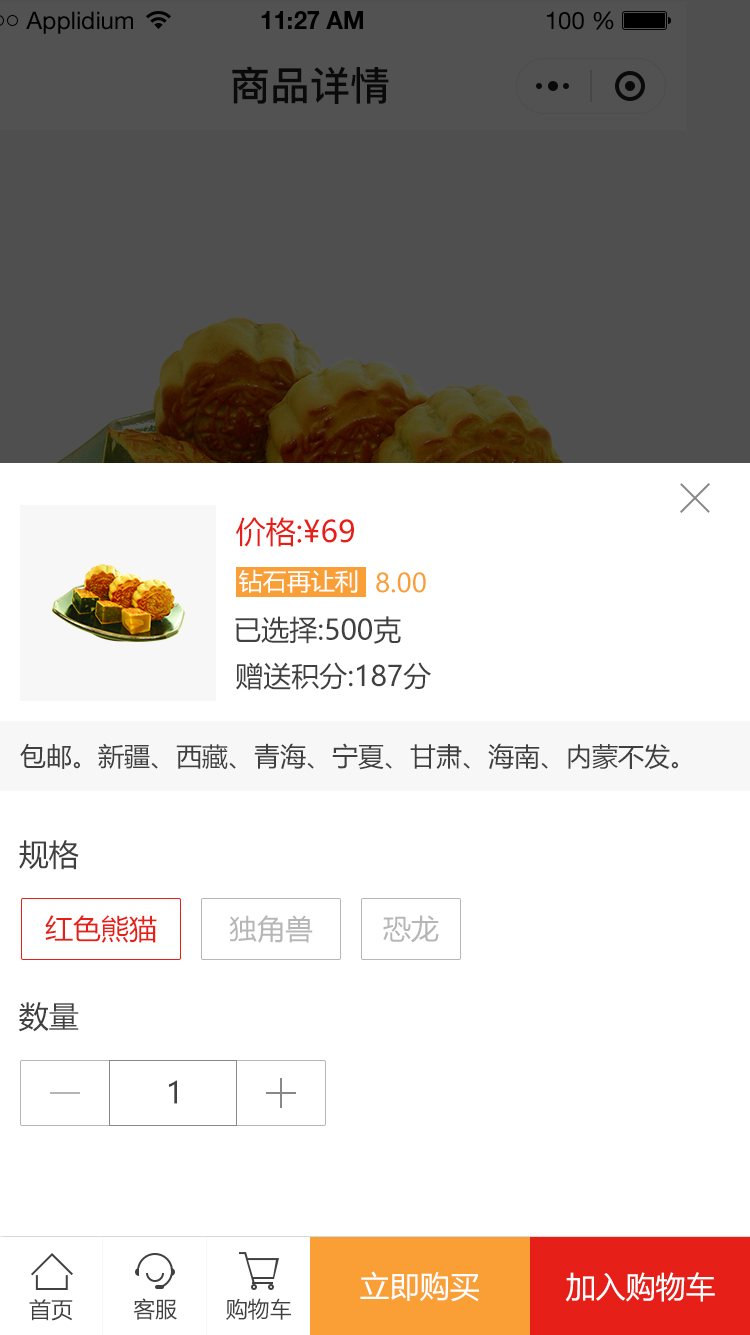 Applidium 11:27 AM 100 %
商品详情
价格:¥69
钻石再让利 8.00
已选择:500克
赠送积分:187分
包邮。新疆、西藏、青海、宁夏、甘肃、海南、内蒙不发。
规格
红色熊猫 独角兽 恐龙
数量
1
首页 客服 购物车 立即购买 加入购物车